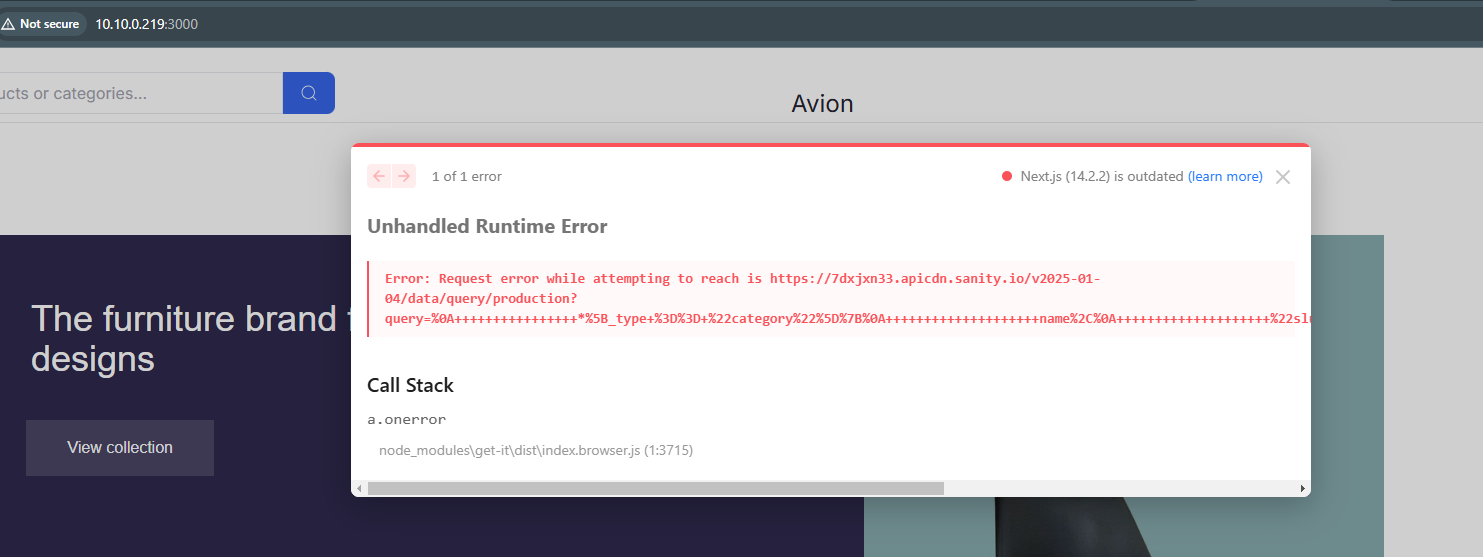 Not secure 10.10.0.219:3000
ucts or categories...
Avion
1 of 1 error
Next.js (14.2.2) is outdated (learn more)
Unhandled Runtime Error
Error: Request error while attempting to reach is https://7dxjxn33.apicdn.sanity.io/v2025-01-
04/data/query/production?
query=%0A++++++++++++++++*%5B_type+%3D%3D+%22category%22%5D%7B%0A++++++++++++++++++++name%2C%0A++++++++++++++++++++%22slu
Call Stack
a.onerror
node_modules\get-it\dist\index.browser.js (1:3715)
The furniture brand
designs
View collection